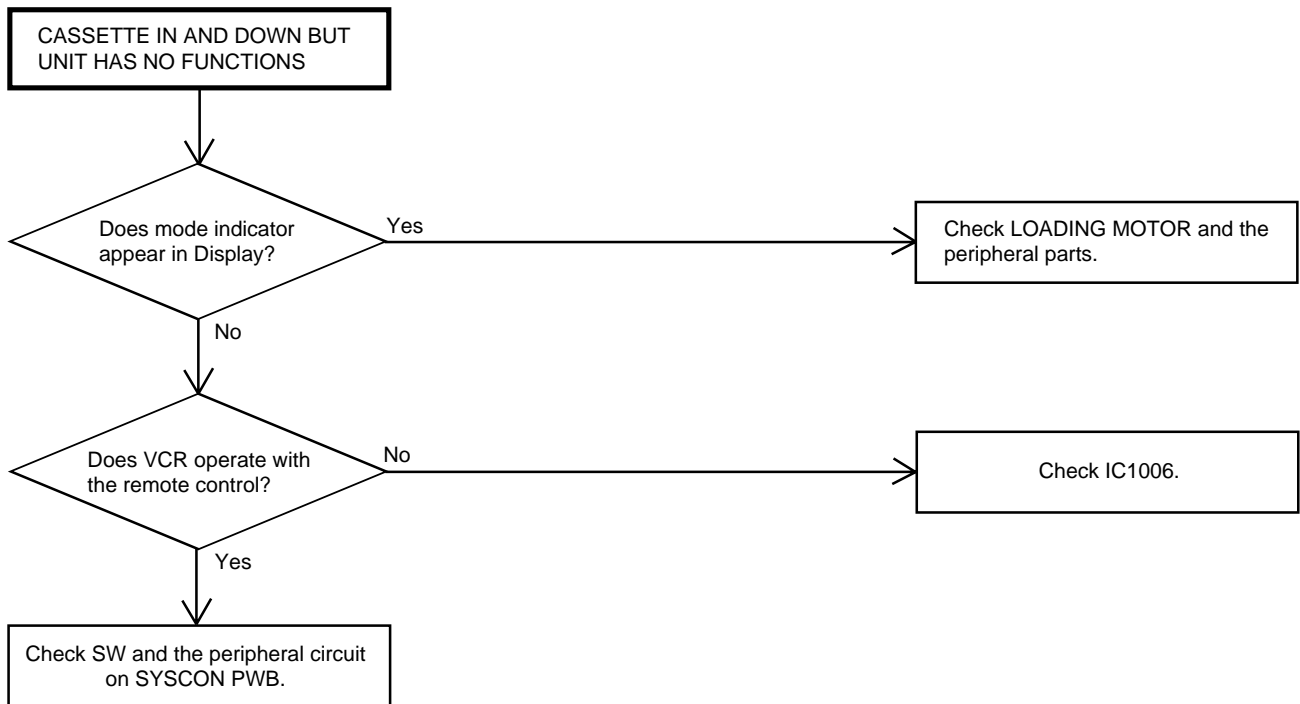 CASSETTE IN AND DOWN BUT
UNIT HAS NO FUNCTIONS
Does mode indicator
appear in Display?
Yes
Check LOADING MOTOR and the
peripheral parts.
No
Does VCR operate with
the remote control?
No
Check IC1006.
Yes
Check SW and the peripheral circuit
on SYSCON PWB.